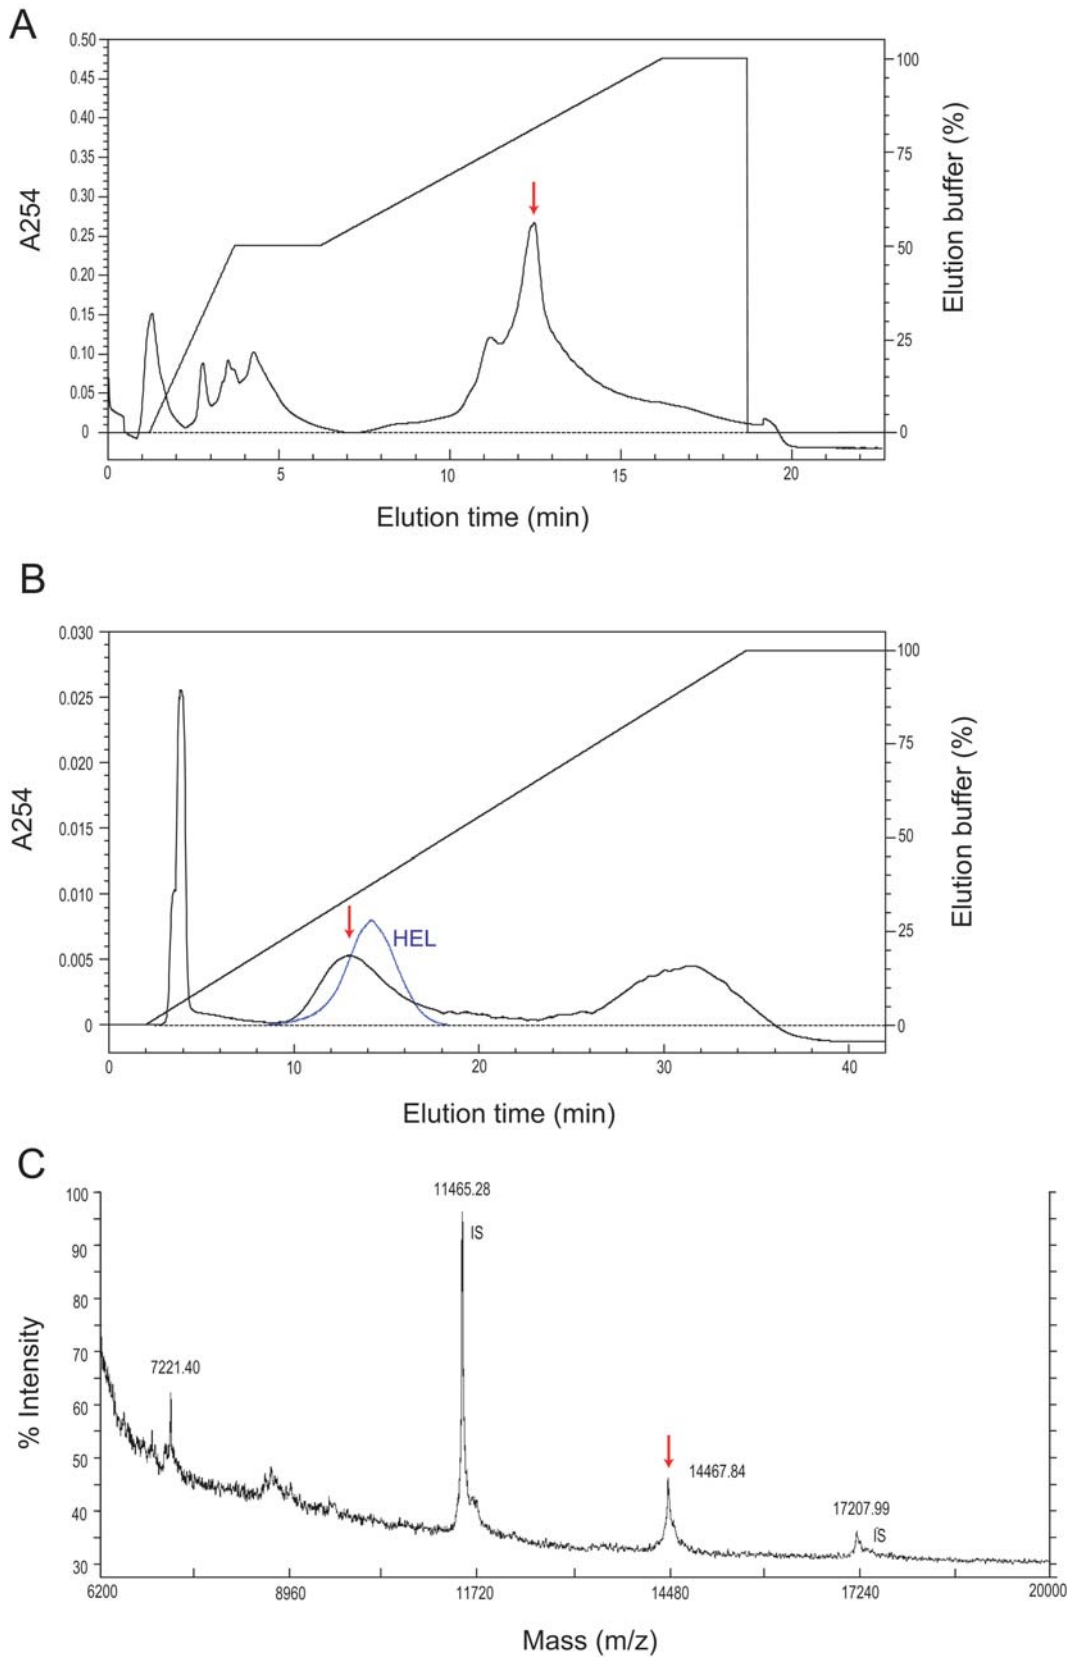 A
0.50
0.45
0.40
0.35
0.30
0.25
0.20
0.15
0.10
0.05
0
A254
100
75
50
25
0
Elution buffer (%)
0 5 10 15 20
Elution time (min)
B
0.030
0.025
0.020
0.015
0.010
0.005
0
A254
HEL
100
75
50
25
0
Elution buffer (%)
0 10 20 30 40
Elution time (min)
C
100
90
80
70
60
50
40
30
% Intensity
11465.28
IS
7221.40
14467.84
17207.99
IS
6200 8960 11720 14480 17240 20000
Mass (m/z)